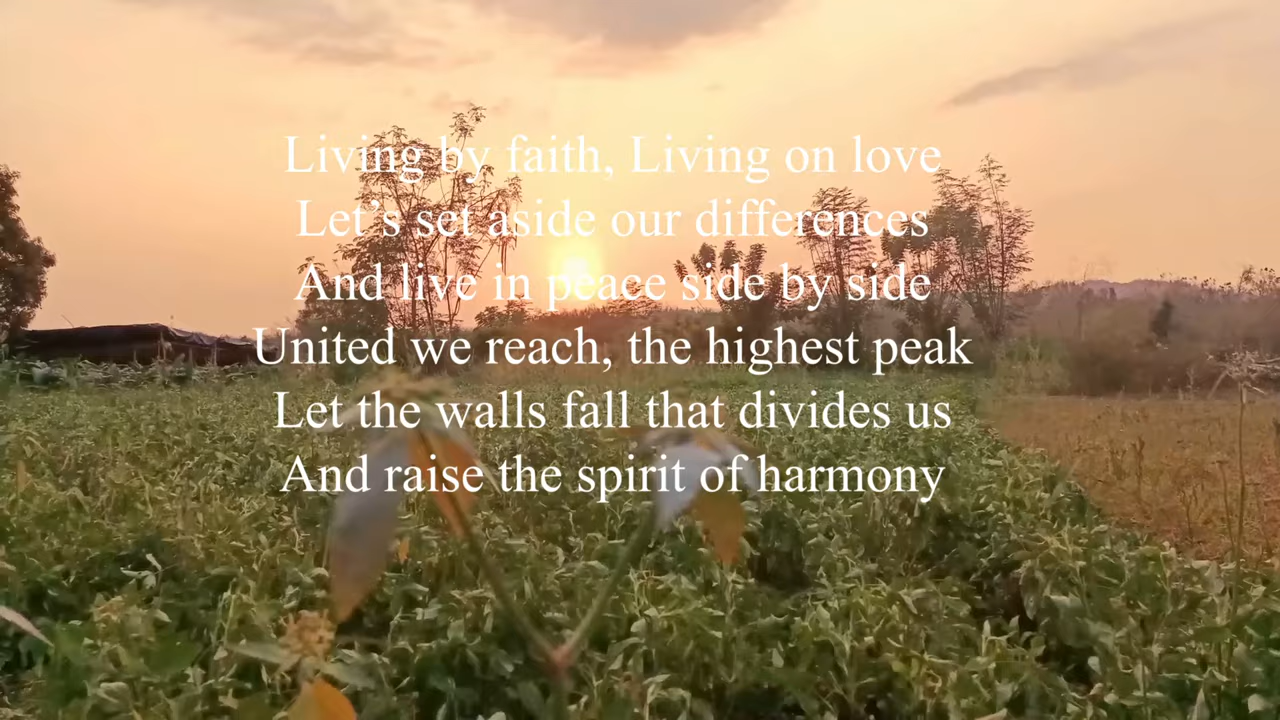 Living by faith, Living on love
Let’s set aside our differences
And live in peace side by side
United we reach, the highest peak
Let the walls fall that divides us
And raise the spirit of harmony